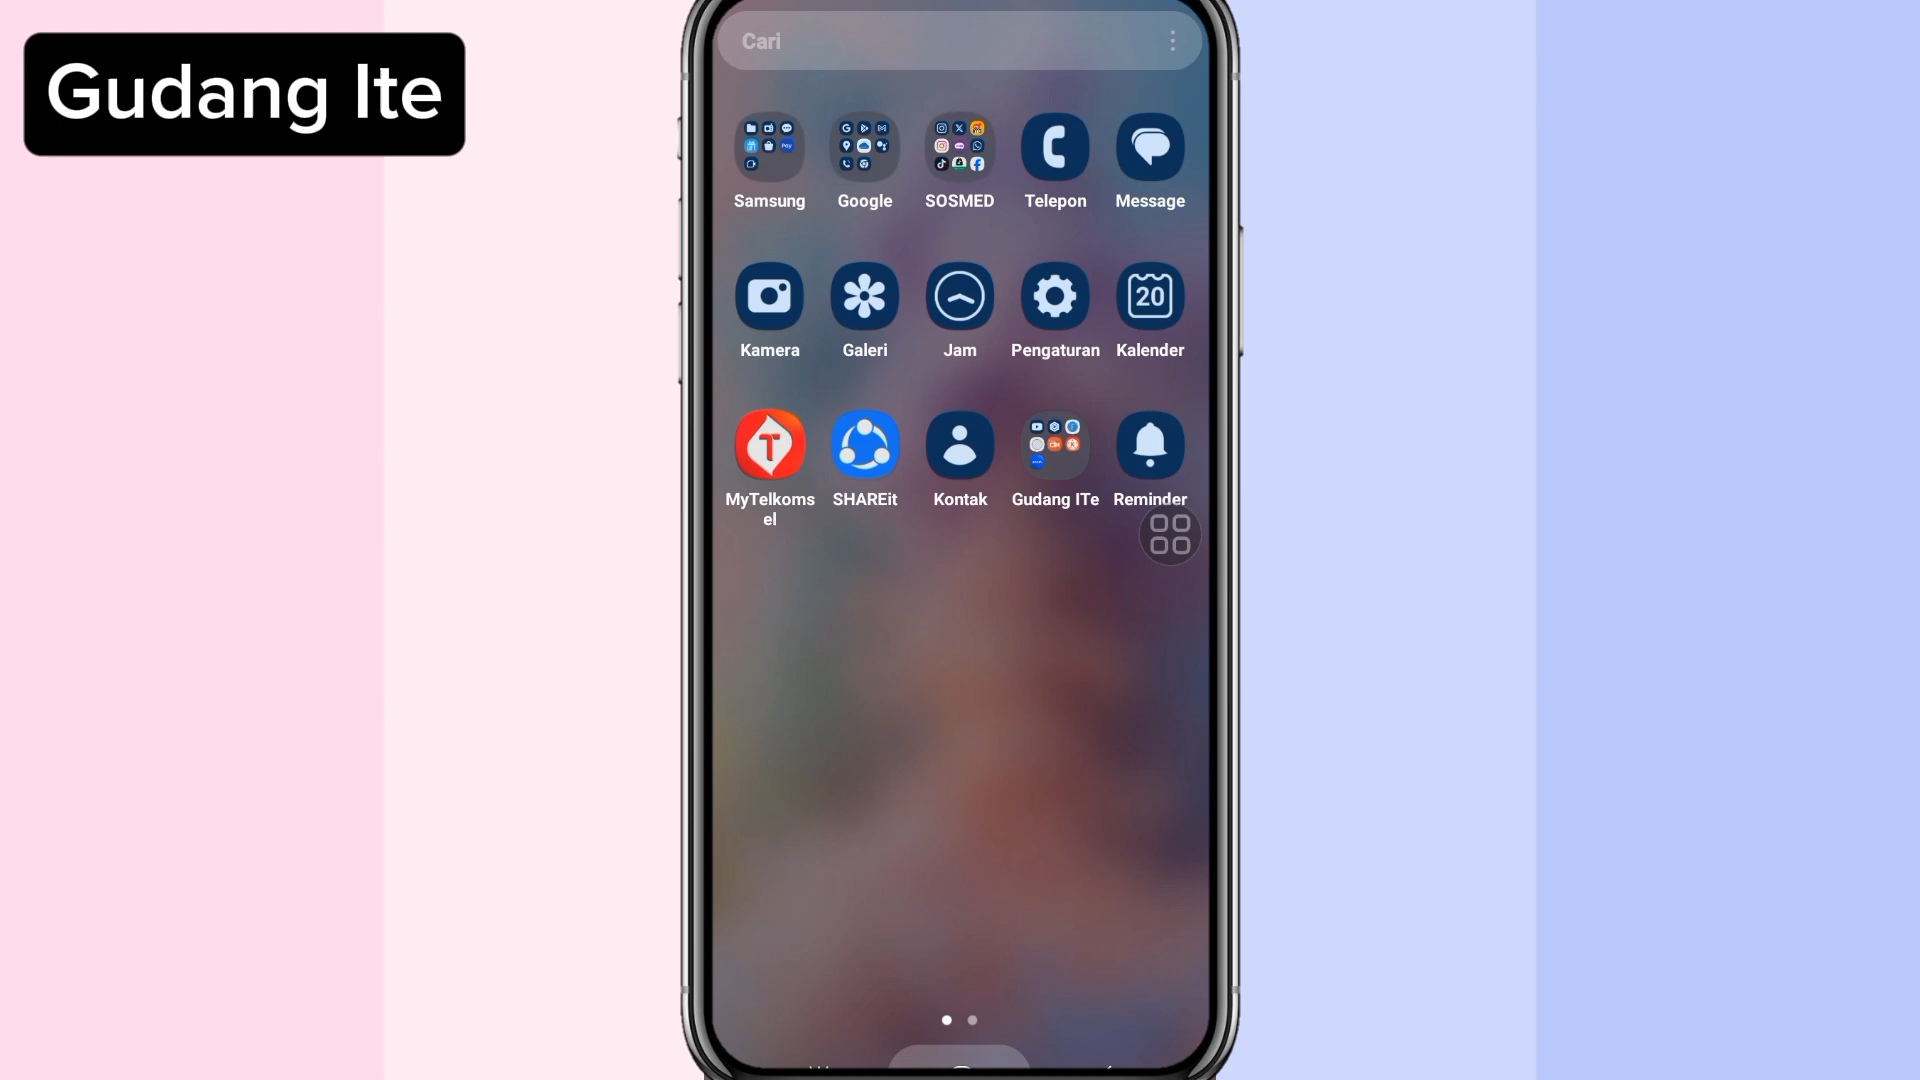 Gudang Ite
Cari
Samsung Google SOSMED Telepon Message
20
Kamera Galeri Jam Pengaturan Kalender
T
MyTelkomsel SHAREit Kontak Gudang ITe Reminder